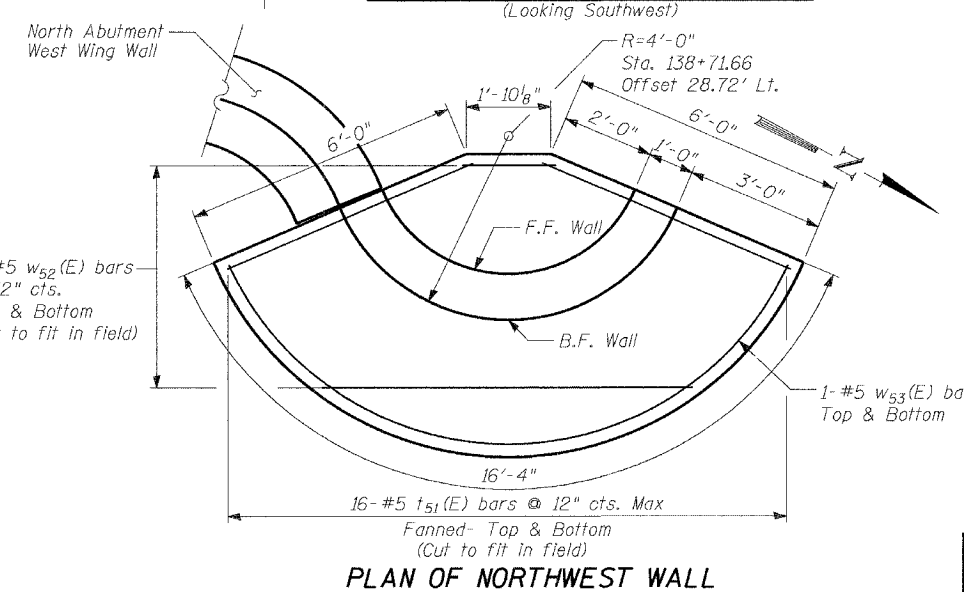 (Looking Southwest)
North Abutment
West Wing Wall
R=4'-0"
Sta. 138+71.66
Offset 28.72' Lt.
1'-10⅛"
6'-0"
6'-0"
2'-0"
1'-0"
3'-0"
N
F.F. Wall
#5 w52(E) bars
2" cts.
& Bottom
to fit in field)
B.F. Wall
1-#5 w53(E) ba
Top & Bottom
16'-4"
16-#5 t51(E) bars @ 12" cts. Max
Fanned- Top & Bottom
(Cut to fit in field)
PLAN OF NORTHWEST WALL